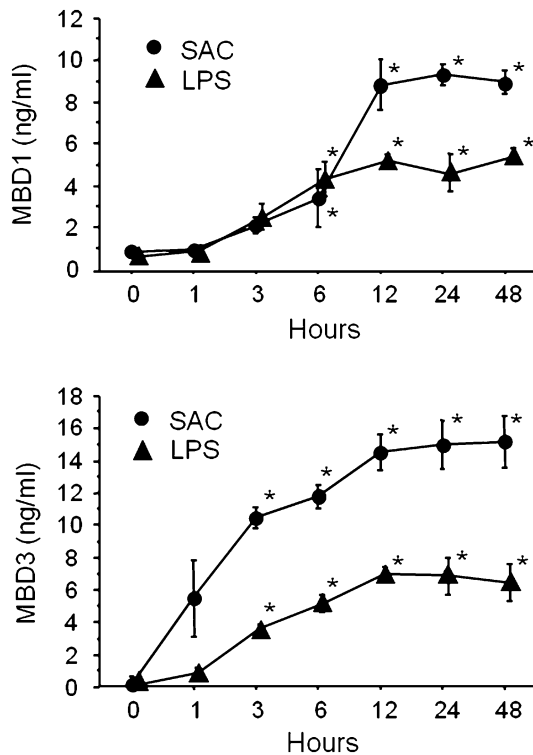 MBD1 (ng/ml)
12
10
8
6
4
2
0
SAC
LPS
* * *
* * * *
*
0 1 3 6 12 24 48
Hours
MBD3 (ng/ml)
18
16
14
12
10
8
6
4
2
0
SAC
LPS
* * * * *
* * * * *
0 1 3 6 12 24 48
Hours